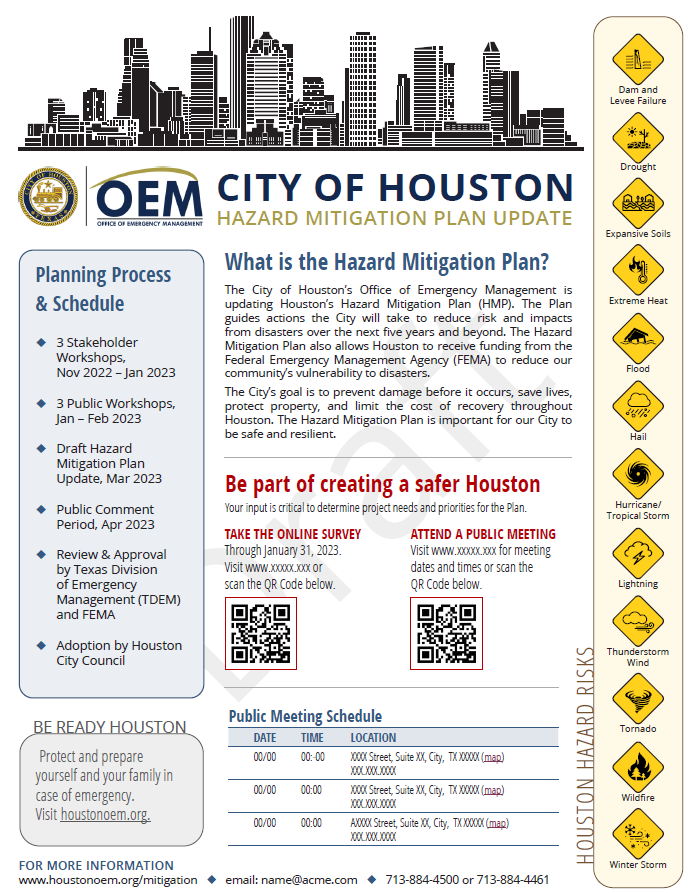 OEM
OFFICE OF EMERGENCY MANAGEMENT
CITY OF HOUSTON
HAZARD MITIGATION PLAN UPDATE
Planning Process
& Schedule
◆ 3 Stakeholder
Workshops,
Nov 2022 – Jan 2023
◆ 3 Public Workshops,
Jan – Feb 2023
◆ Draft Hazard
Mitigation Plan
Update, Mar 2023
◆ Public Comment
Period, Apr 2023
◆ Review & Approval
by Texas Division
of Emergency
Management (TDEM)
and FEMA
◆ Adoption by Houston
City Council
BE READY HOUSTON
Protect and prepare
yourself and your family in
case of emergency.
Visit houstonoem.org.
What is the Hazard Mitigation Plan?
The City of Houston's Office of Emergency Management is
updating Houston's Hazard Mitigation Plan (HMP). The Plan
guides actions the City will take to reduce risk and impacts
from disasters over the next five years and beyond. The Hazard
Mitigation Plan also allows Houston to receive funding from the
Federal Emergency Management Agency (FEMA) to reduce our
community's vulnerability to disasters.
The City's goal is to prevent damage before it occurs, save lives,
protect property, and limit the cost of recovery throughout
Houston. The Hazard Mitigation Plan is important for our City to
be safe and resilient.
Draft
Be part of creating a safer Houston
Your input is critical to determine project needs and priorities for the Plan.
TAKE THE ONLINE SURVEY
Through January 31, 2023.
Visit www.xxxxx.xxx or
scan the QR Code below.
ATTEND A PUBLIC MEETING
Visit www.xxxxx.xxx for meeting
dates and times or scan the
QR Code below.
Public Meeting Schedule
DATE TIME LOCATION
00/00 00:-00 XXXX Street, Suite XX, City, TX XXXXX (map)
XXX.XXX.XXXX
00/00 00:00 XXXX Street, Suite XX, City, TX XXXXX (map)
XXX.XXX.XXXX
00/00 00:00 AXXXX Street, Suite XX, City, TX XXXXX (map)
XXX.XXX.XXXX
HOUSTON HAZARD RISKS
Dam and
Levee Failure
Drought
Expansive Soils
Extreme Heat
Flood
Hail
Hurricane/
Tropical Storm
Lightning
Thunderstorm
Wind
Tornado
Wildfire
Winter Storm
FOR MORE INFORMATION
www.houstonoem.org/mitigation ◆ email: name@acme.com ◆ 713-884-4500 or 713-884-4461